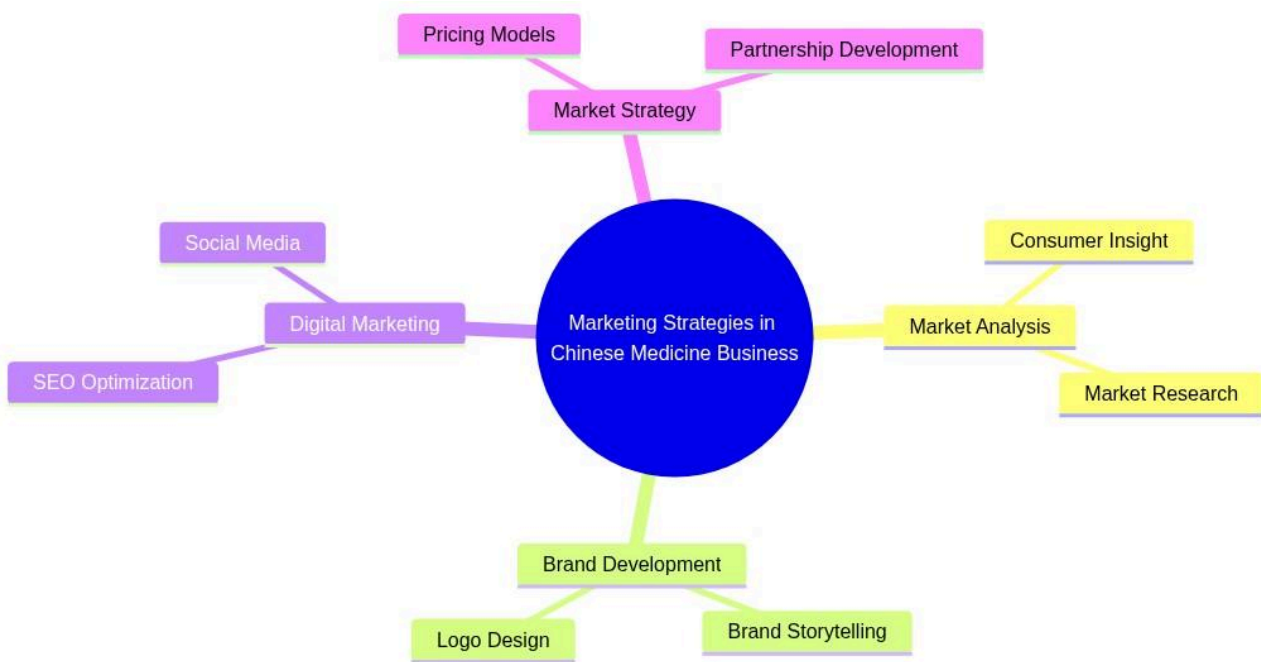 Pricing Models
Partnership Development
Market Strategy
Social Media
Consumer Insight
Digital Marketing
Marketing Strategies in
Chinese Medicine Business
Market Analysis
SEO Optimization
Market Research
Brand Development
Logo Design
Brand Storytelling